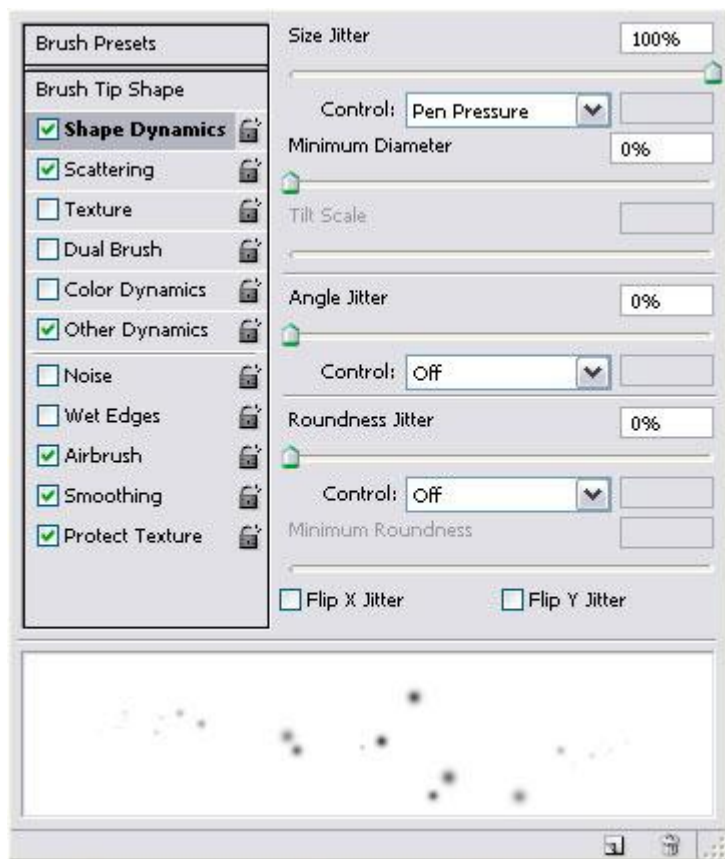 Brush Presets
Brush Tip Shape
Shape Dynamics
Scattering
Texture
Dual Brush
Color Dynamics
Other Dynamics
Noise
Wet Edges
Airbrush
Smoothing
Protect Texture
Size Jitter 100%
Control: Pen Pressure
Minimum Diameter 0%
Tilt Scale
Angle Jitter 0%
Control: Off
Roundness Jitter 0%
Control: Off
Minimum Roundness
Flip X Jitter Flip Y Jitter